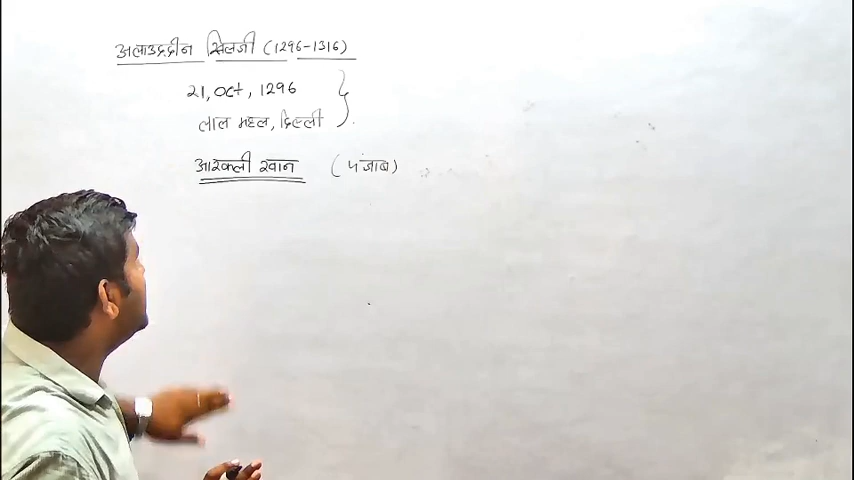 अलाउद्दीन खिलजी (1296-1316)
21, Oct, 1296
लाल महल, दिल्ली
आरकली खान (पंजाब)